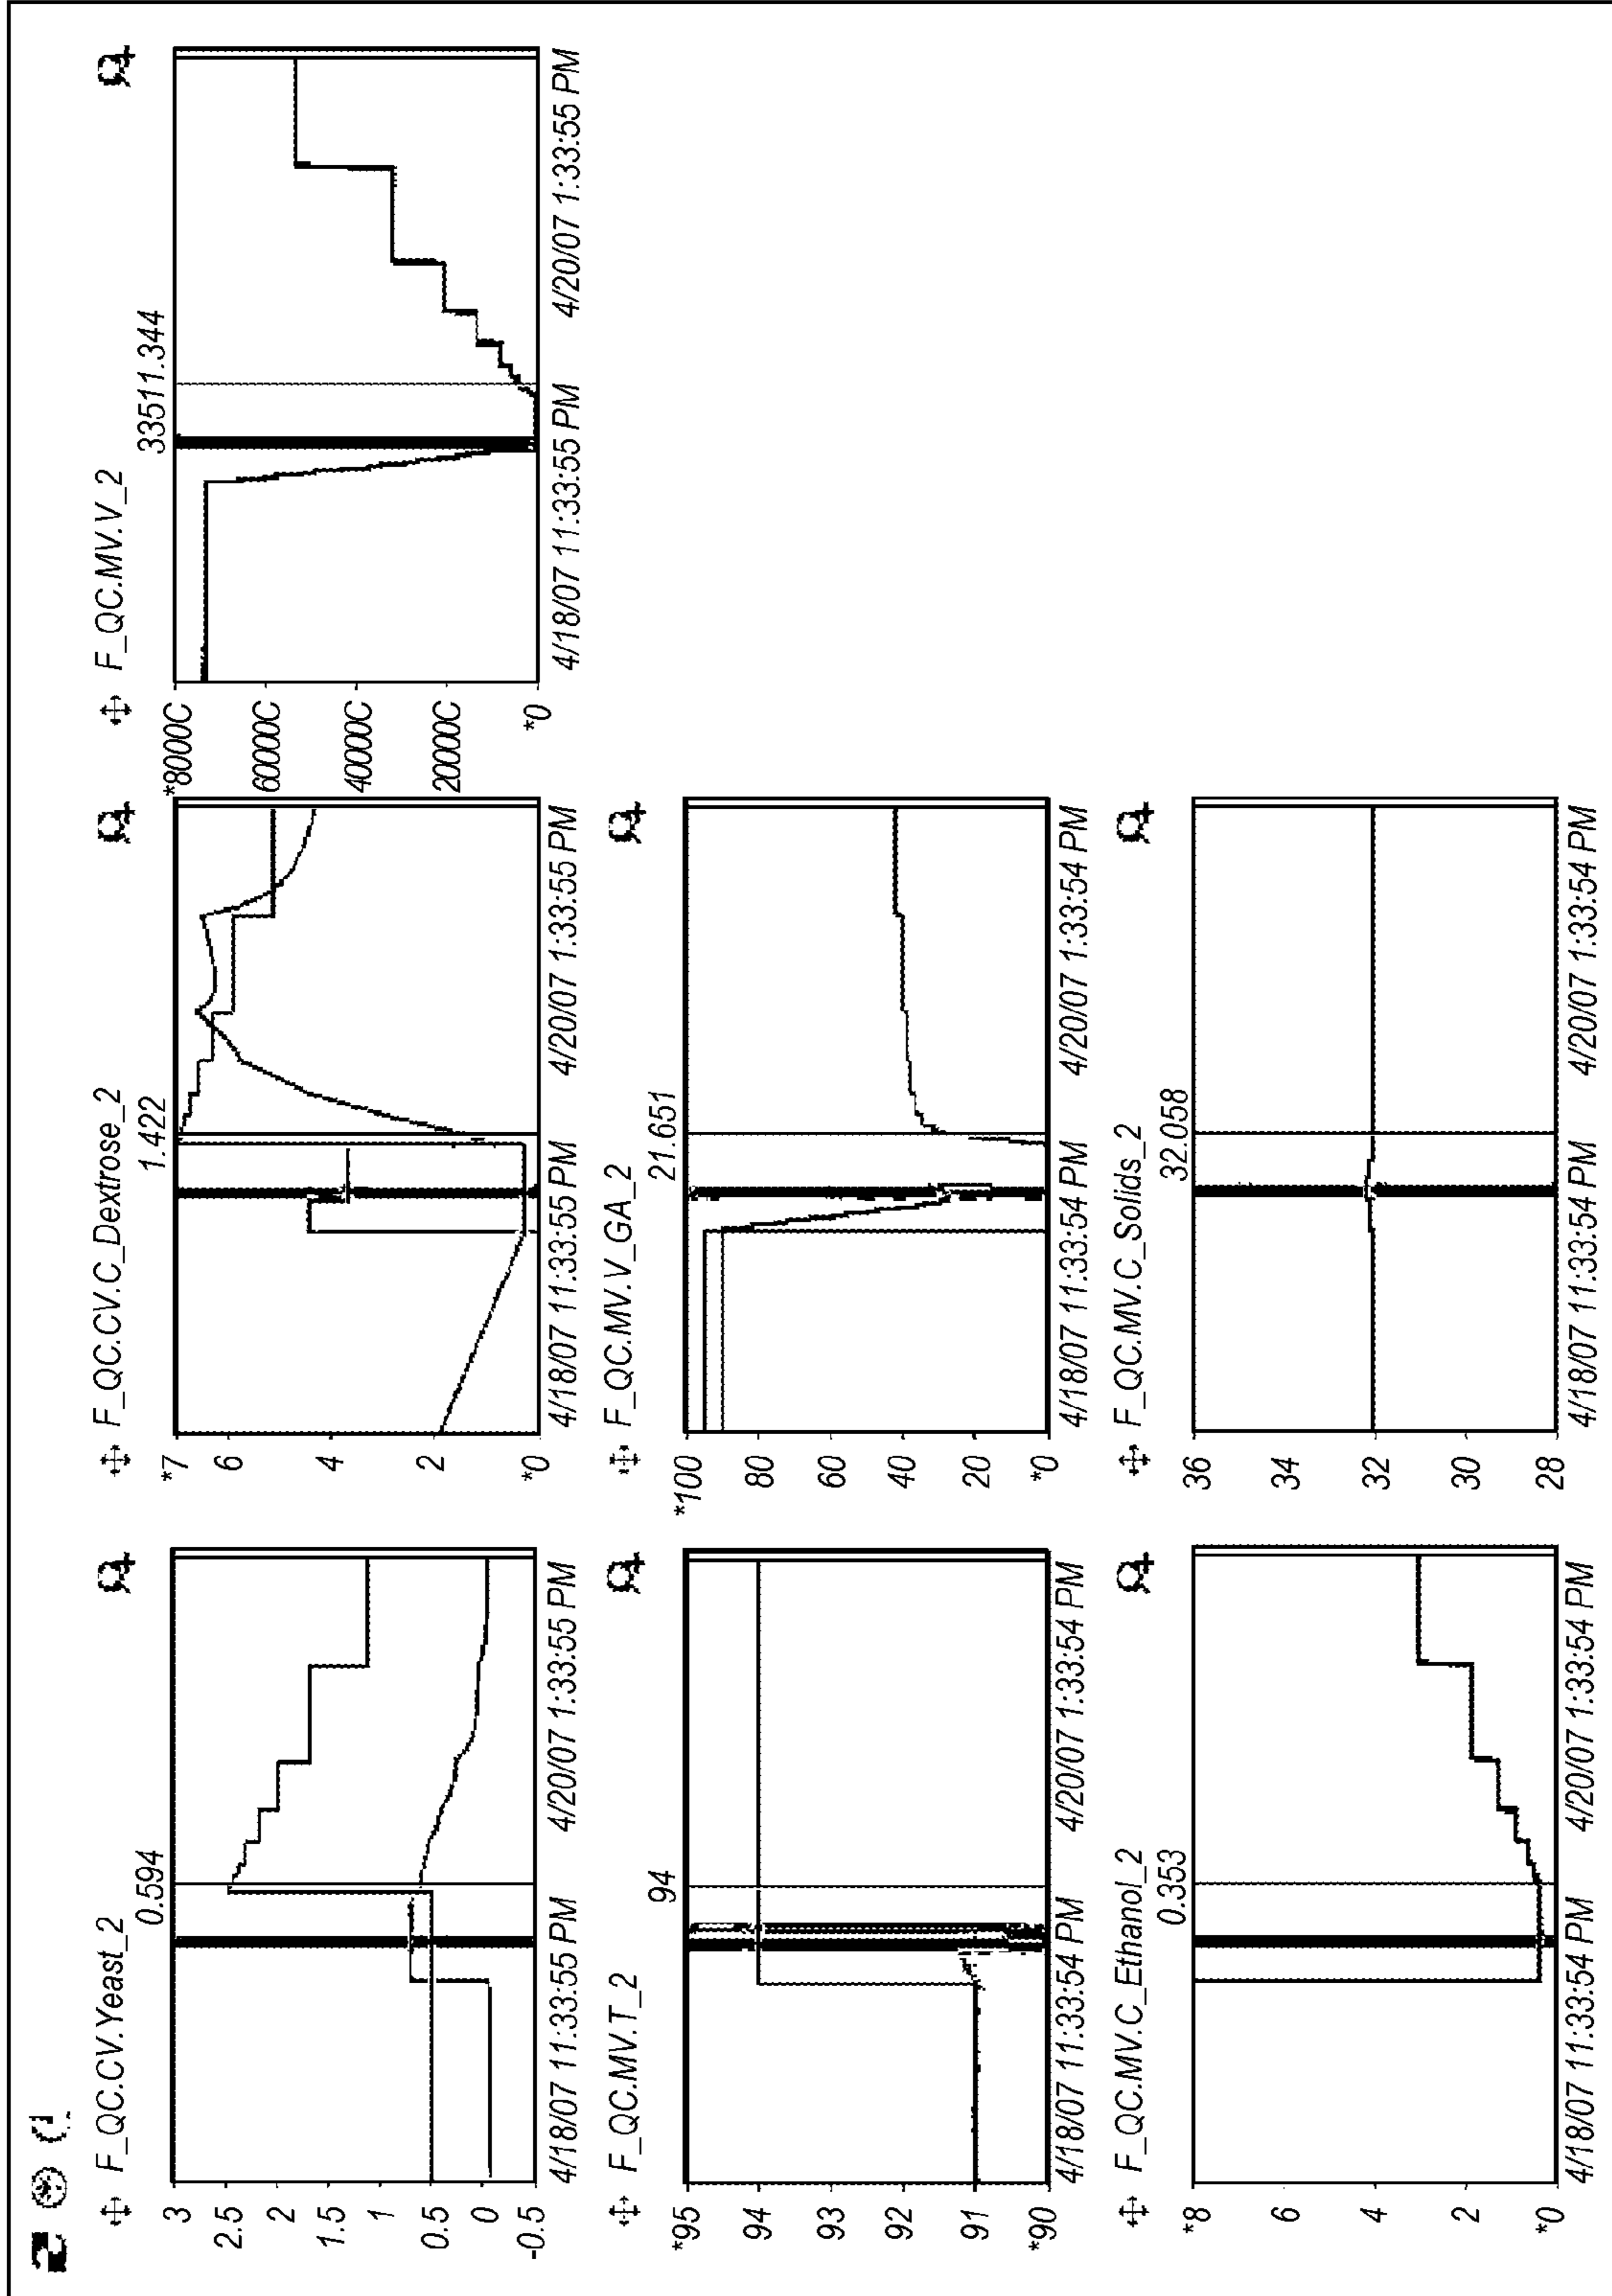 F_QC.CV.Yeast_2
0.594
3
2.5
2
1.5
1
0.5
0
-0.5
4/18/07 11:33:55 PM 4/20/07 1:33:55 PM
F_QC.CV.C_Dextrose_2
1.422
*7
6
4
2
*0
4/18/07 11:33:55 PM 4/20/07 1:33:55 PM
F_QC.MV.V_2
33511.344
*8000C
6000C
4000C
2000C
*0
4/18/07 11:33:55 PM 4/20/07 1:33:55 PM
F_QC.MV.T_2
94
*95
94
93
92
91
*90
4/18/07 11:33:54 PM 4/20/07 1:33:54 PM
F_QC.MV.V_GA_2
21.651
*100
80
60
40
20
*0
4/18/07 11:33:54 PM 4/20/07 1:33:54 PM
F_QC.MV.C_Ethanol_2
0.353
*8
6
4
2
*0
4/18/07 11:33:54 PM 4/20/07 1:33:54 PM
F_QC.MV.C_Solids_2
32.058
36
34
32
30
28
4/18/07 11:33:54 PM 4/20/07 1:33:54 PM